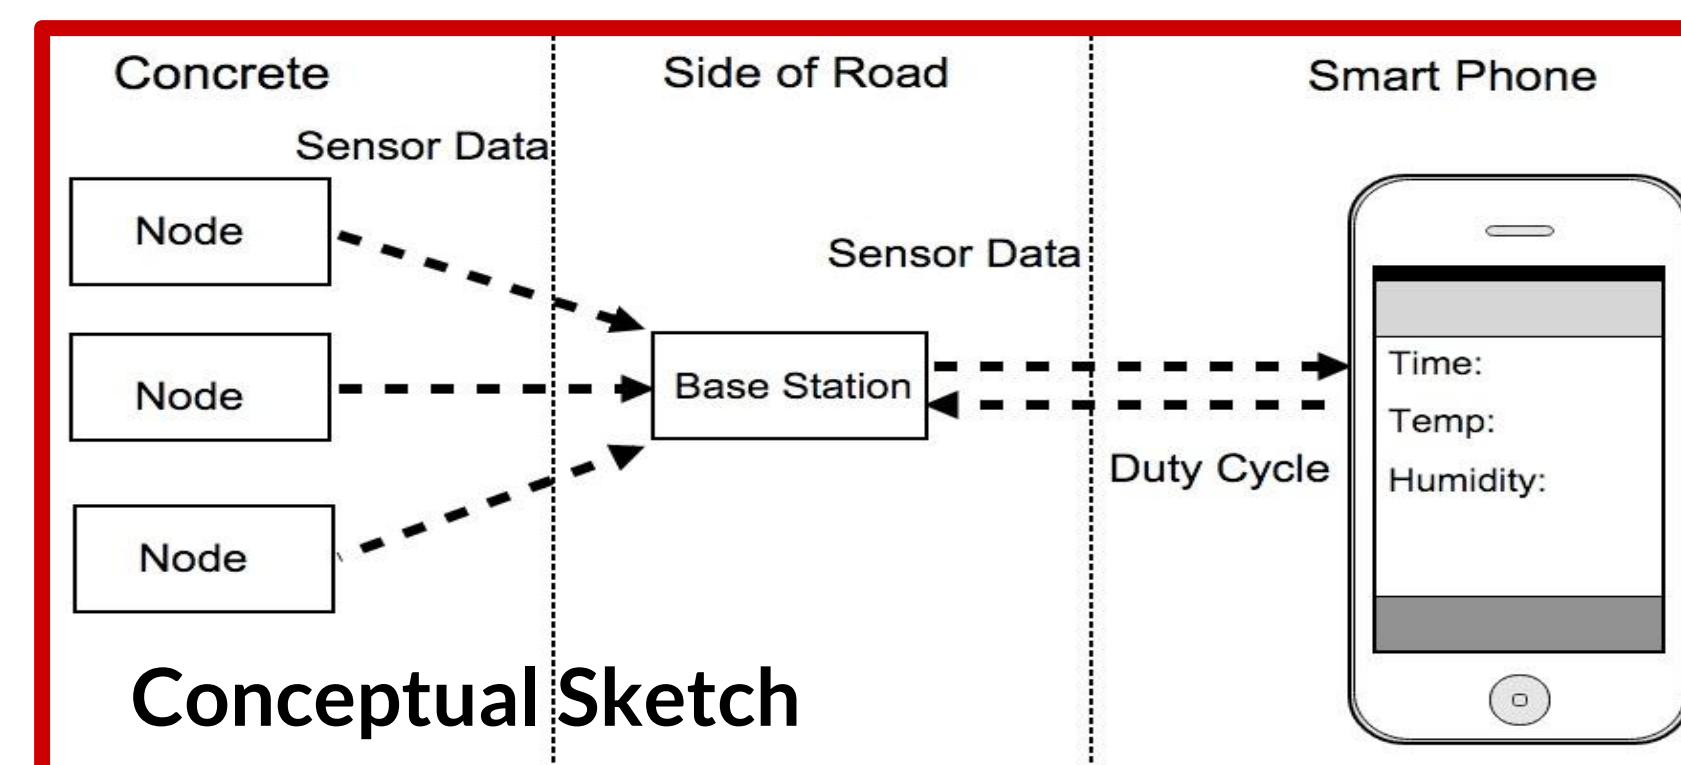 Concrete
Side of Road
Smart Phone
Sensor Data
Node
Sensor Data
Node
Base Station
Time:
Temp:
Duty Cycle
Humidity:
Node
Conceptual Sketch